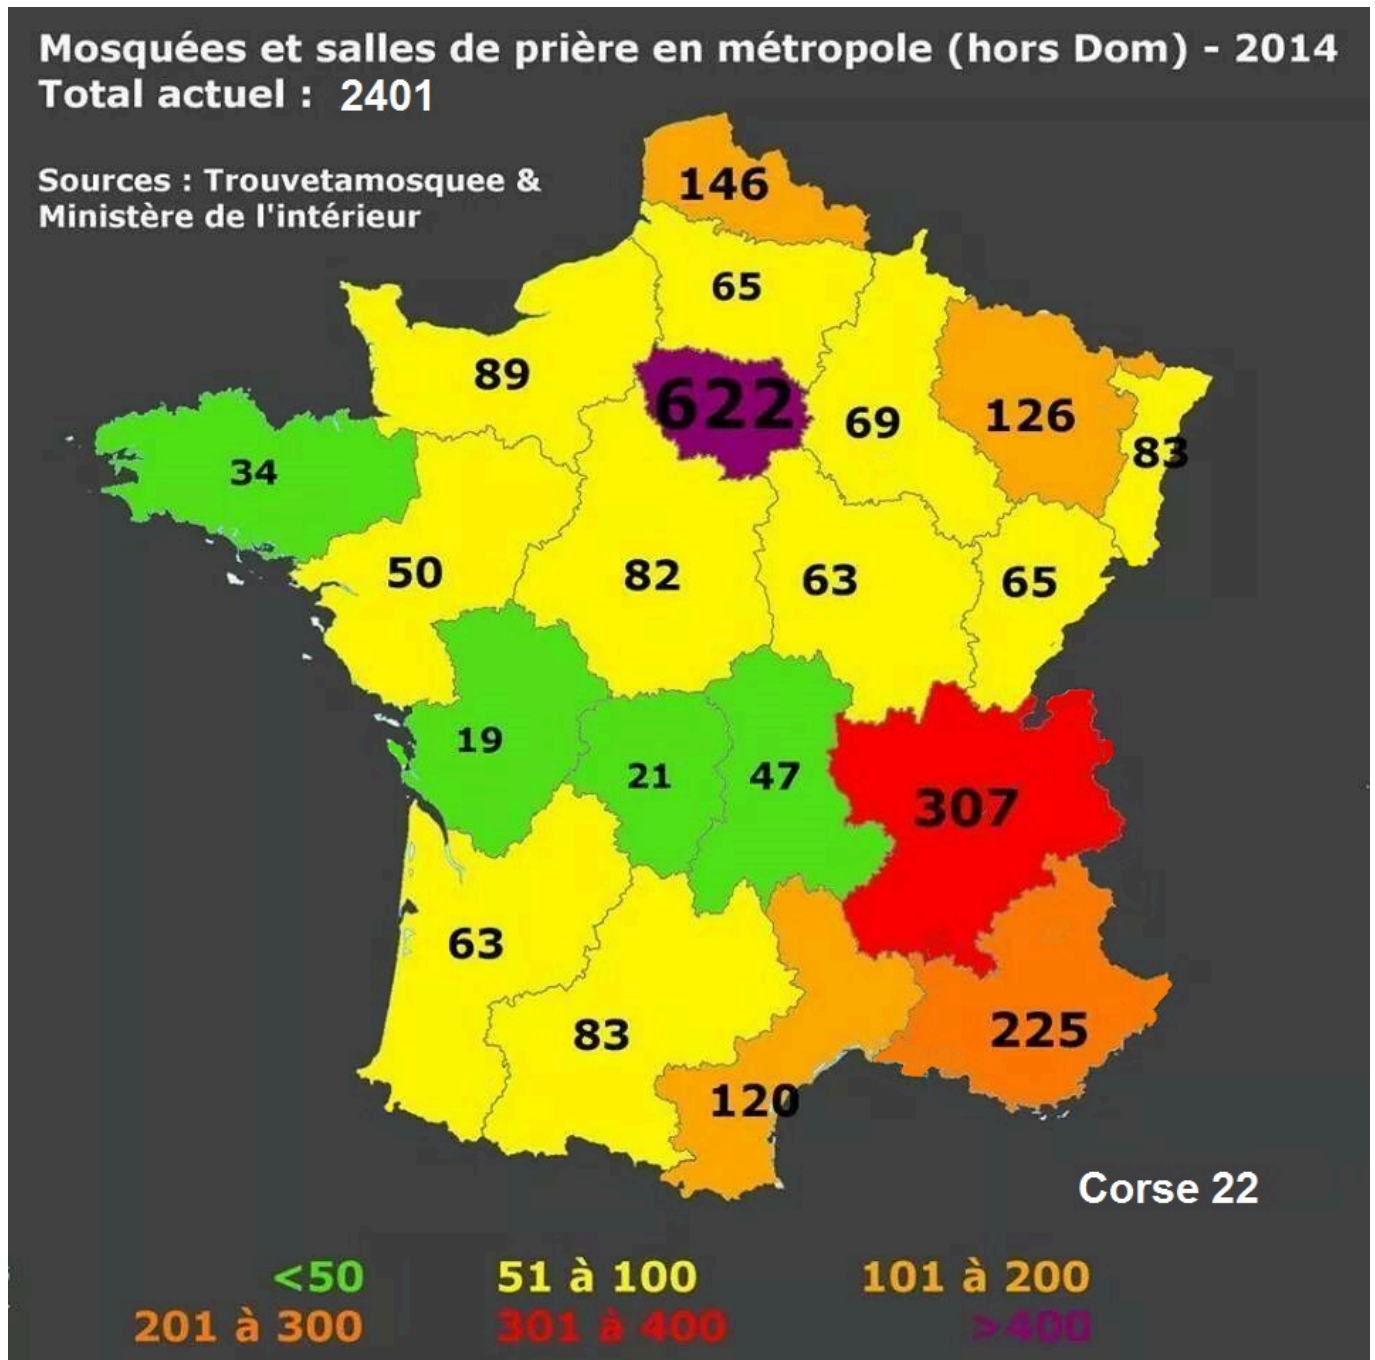 Mosquées et salles de prière en métropole (hors Dom) - 2014
Total actuel : 2401
Sources : Trouvetamosquee &
Ministère de l'intérieur
146
65
89
622
69
126
83
34
50
82
63
65
19
21
47
307
63
83
225
120
Corse 22
<50 51 à 100 101 à 200
201 à 300 301 à 400 >400